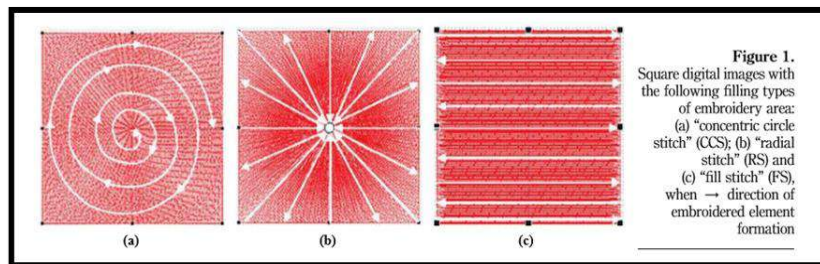 Figure 1.
Square digital images with
the following filling types
of embroidery area:
(a) “concentric circle
stitch” (CCS); (b) “radial
stitch” (RS) and
(c) “fill stitch” (FS),
when → direction of
embroidered element
formation
(a)
(b)
(c)